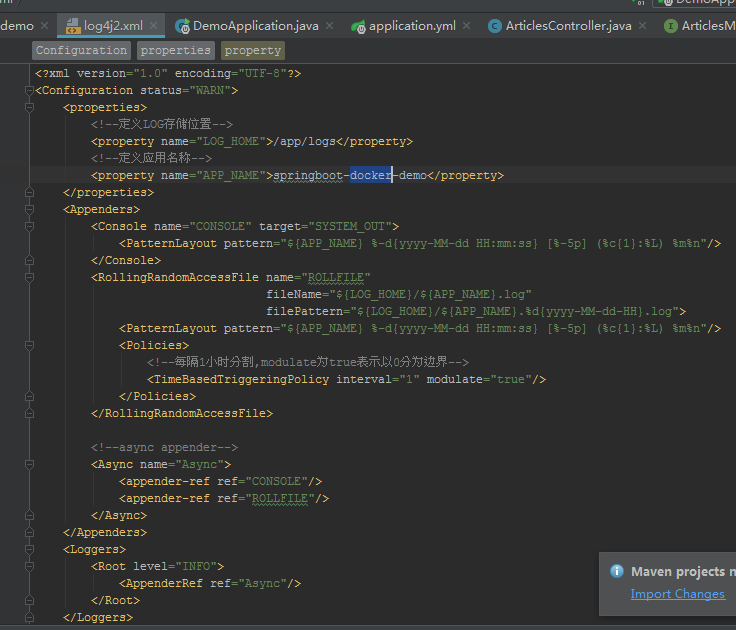 demo
log4j2.xml
DemoApplication.java
application.yml
ArticlesController.java
ArticlesM
Configuration
properties
property
<?xml version="1.0" encoding="UTF-8"?>
<Configuration status="WARN">
<properties>
<!--定义LOG存储位置-->
<property name="LOG_HOME">/app/logs</property>
<!--定义应用名称-->
<property name="APP_NAME">springboot-docker-demo</property>
</properties>
<Appenders>
<Console name="CONSOLE" target="SYSTEM_OUT">
<PatternLayout pattern="${APP_NAME} %-d{yyyy-MM-dd HH:mm:ss} [%-5p] (%c{1}:%L) %m%n"/>
</Console>
<RollingRandomAccessFile name="ROLLFILE"
fileName="${LOG_HOME}/${APP_NAME}.log"
filePattern="${LOG_HOME}/${APP_NAME}.%d{yyyy-MM-dd-HH}.log">
<PatternLayout pattern="${APP_NAME} %-d{yyyy-MM-dd HH:mm:ss} [%-5p] (%c{1}:%L) %m%n"/>
<Policies>
<!--每隔1小时分割,modulate为true表示以0分为边界-->
<TimeBasedTriggeringPolicy interval="1" modulate="true"/>
</Policies>
</RollingRandomAccessFile>
<!--async appender-->
<Async name="Async">
<appender-ref ref="CONSOLE"/>
<appender-ref ref="ROLLFILE"/>
</Async>
</Appenders>
<Loggers>
<Root level="INFO">
<AppenderRef ref="Async"/>
</Root>
</Loggers>
Maven projects n
Import Changes